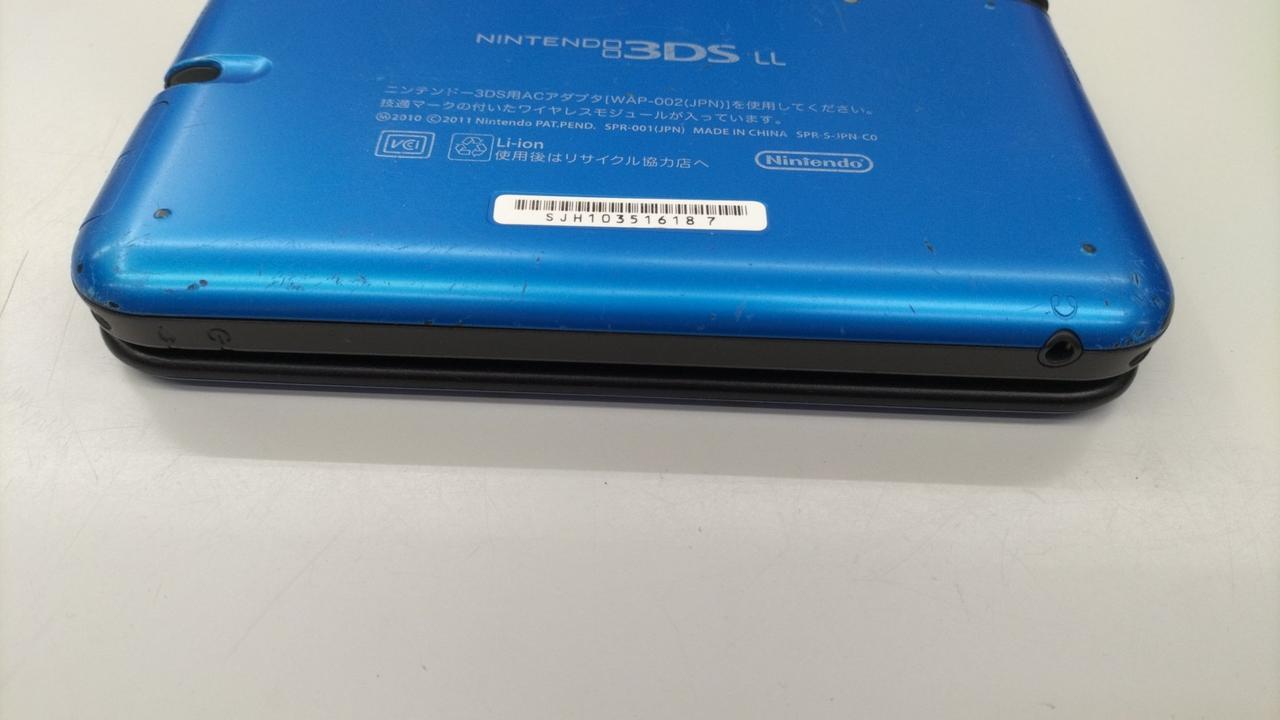 NINTENDO3DS LL
ニンテンドー3DS用ACアダプタ[WAP-002(JPN)]を使用してください。
技適マークの付いたワイヤレスモジュールが入っています。
Ⓜ2010 ©2011 Nintendo PAT.PEND. SPR-001(JPN) MADE IN CHINA SPR-S-JPN-C0
VCI Li-ion
使用後はリサイクル協力店へ
Nintendo
SJH103516187